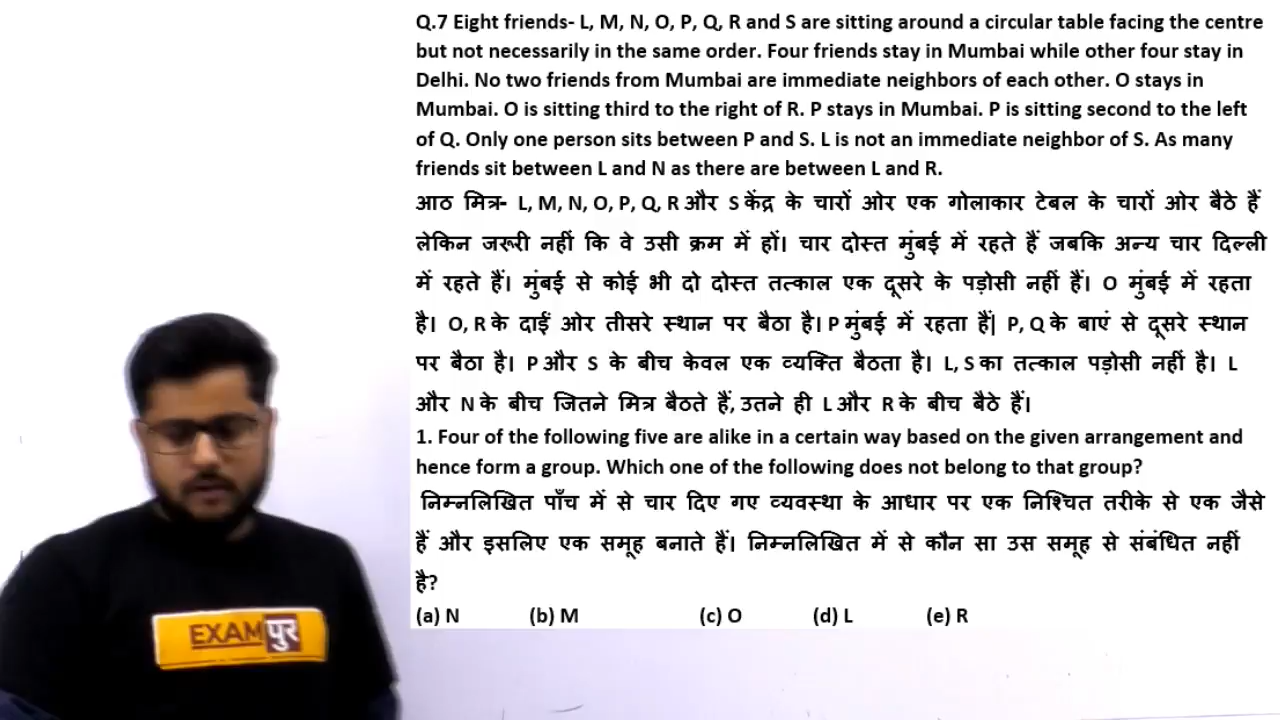 Q.7 Eight friends- L, M, N, O, P, Q, R and S are sitting around a circular table facing the centre
but not necessarily in the same order. Four friends stay in Mumbai while other four stay in
Delhi. No two friends from Mumbai are immediate neighbors of each other. O stays in
Mumbai. O is sitting third to the right of R. P stays in Mumbai. P is sitting second to the left
of Q. Only one person sits between P and S. L is not an immediate neighbor of S. As many
friends sit between L and N as there are between L and R.
आठ मित्र- L, M, N, O, P, Q, R और S केंद्र के चारों ओर एक गोलाकार टेबल के चारों ओर बैठे हैं
लेकिन जरूरी नहीं कि वे उसी क्रम में हों। चार दोस्त मुंबई में रहते हैं जबकि अन्य चार दिल्ली
में रहते हैं। मुंबई से कोई भी दो दोस्त तत्काल एक दूसरे के पड़ोसी नहीं हैं। O मुंबई में रहता
है। O, R के दाईं ओर तीसरे स्थान पर बैठा है। P मुंबई में रहता हैं| P, Q के बाएं से दूसरे स्थान
पर बैठा है। P और S के बीच केवल एक व्यक्ति बैठता है। L, S का तत्काल पड़ोसी नहीं है। L
और N के बीच जितने मित्र बैठते हैं, उतने ही L और R के बीच बैठे हैं।
1. Four of the following five are alike in a certain way based on the given arrangement and
hence form a group. Which one of the following does not belong to that group?
निम्नलिखित पाँच में से चार दिए गए व्यवस्था के आधार पर एक निश्चित तरीके से एक जैसे
हैं और इसलिए एक समूह बनाते हैं। निम्नलिखित में से कौन सा उस समूह से संबंधित नहीं
है?
(a) N (b) M (c) O (d) L (e) R
EXAMपुर